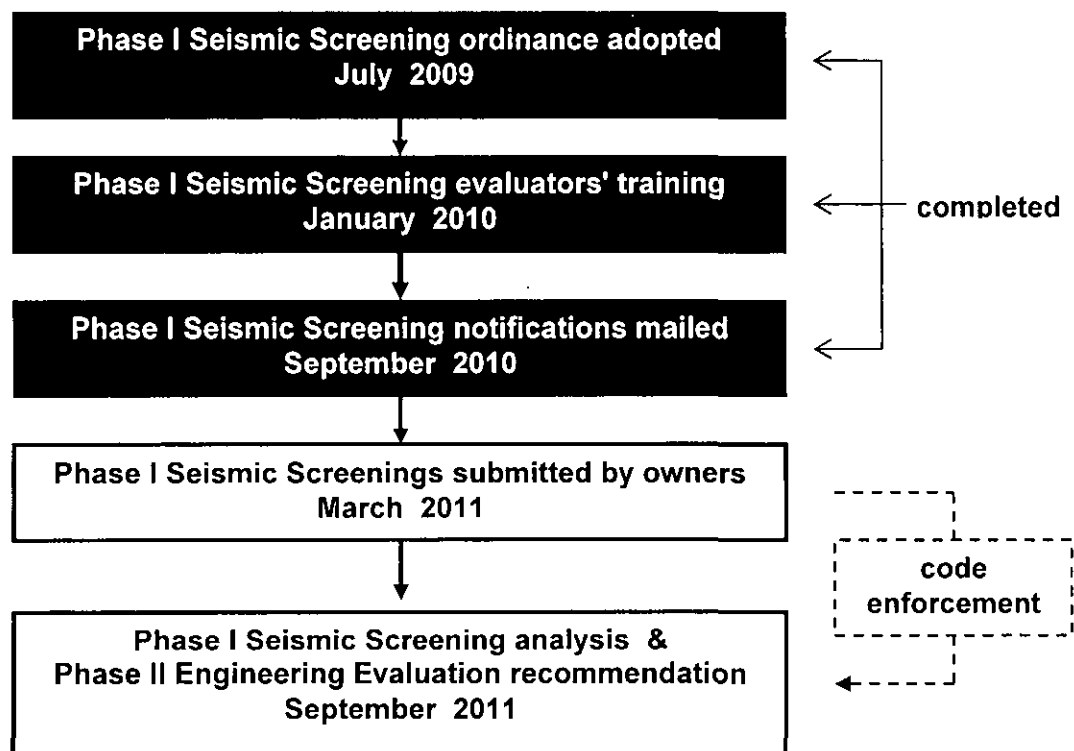 Phase I Seismic Screening ordinance adopted
July 2009
Phase I Seismic Screening evaluators' training
January 2010
completed
Phase I Seismic Screening notifications mailed
September 2010
Phase I Seismic Screenings submitted by owners
March 2011
code
enforcement
Phase I Seismic Screening analysis &
Phase II Engineering Evaluation recommendation
September 2011